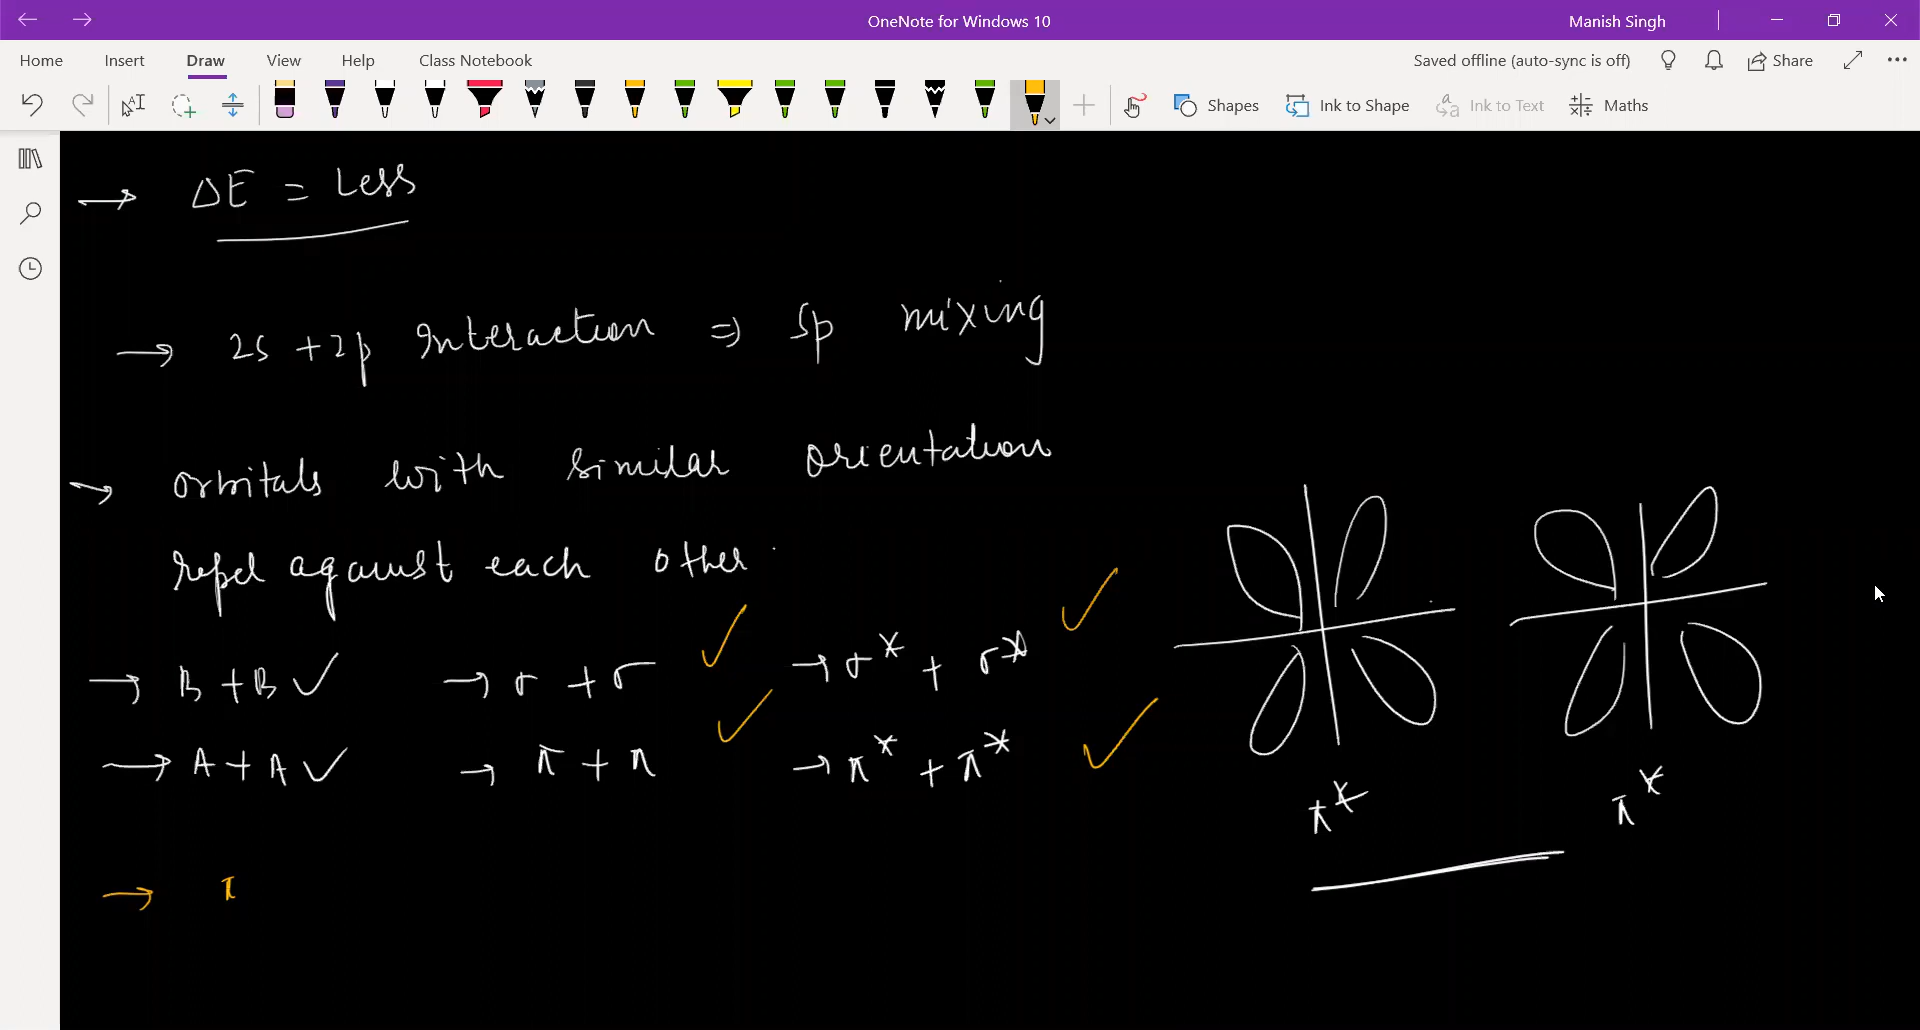 OneNote for Windows 10
Manish Singh
Home Insert Draw View Help Class Notebook
Saved offline (auto-sync is off) Share
Shapes Ink to Shape Ink to Text Maths
→ ΔE = Less
→ 2s + 2p Interaction ⇒ Sp mixing
→ orbitals with similar orientation
repel against each other.
→ B + B ✓ → σ + σ ✓ → σ* + σ* ✓
→ A + A ✓ → π + π ✓ → π* + π* ✓
π* π*
→ π